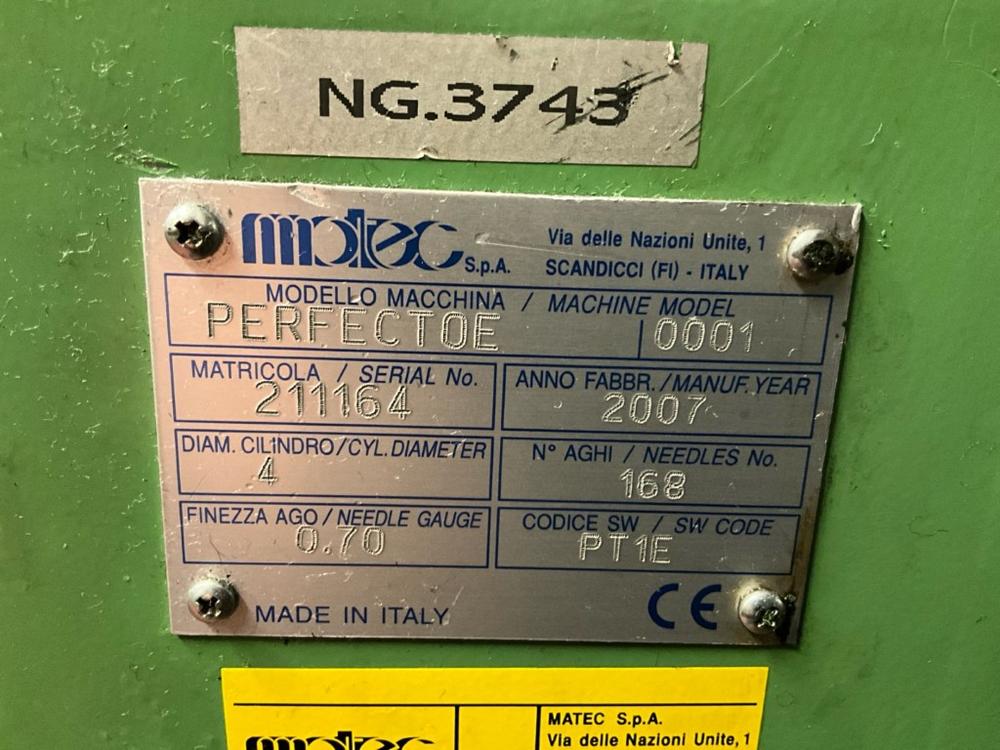 NG.3743
matec S.p.A.
Via delle Nazioni Unite, 1
SCANDICCI (FI) - ITALY
MODELLO MACCHINA / MACHINE MODEL
PERFECTOE 0001
MATRICOLA / SERIAL No.
211164
ANNO FABBR./MANUF.YEAR
2007
DIAM. CILINDRO/CYL.DIAMETER
4
N° AGHI / NEEDLES No.
168
FINEZZA AGO / NEEDLE GAUGE
0.70
CODICE SW / SW CODE
PT1E
MADE IN ITALY
CE
matec
MATEC S.p.A.
Via delle Nazioni Unite, 1